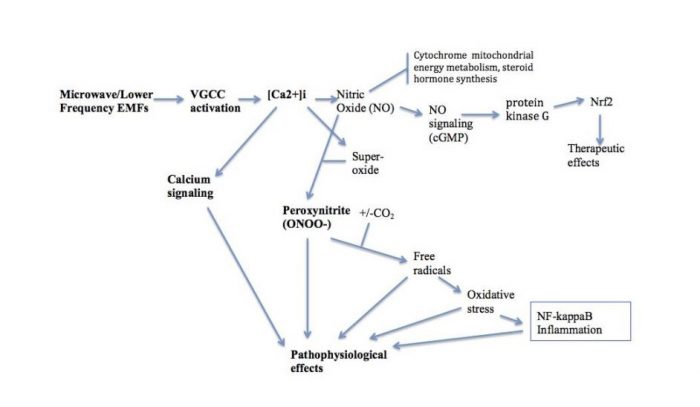 Cytochrome mitochondrial
energy metabolism, steroid
hormone synthesis
Microwave/Lower
Frequency EMFs
VGCC
activation
[Ca2+]i
Nitric
Oxide (NO)
NO
signaling
(cGMP)
protein
kinase G
Nrf2
Therapeutic
effects
Super-
oxide
Calcium
signaling
Peroxynitrite
(ONOO-)
+/-CO₂
Free
radicals
Oxidative
stress
NF-kappaB
Inflammation
Pathophysiological
effects